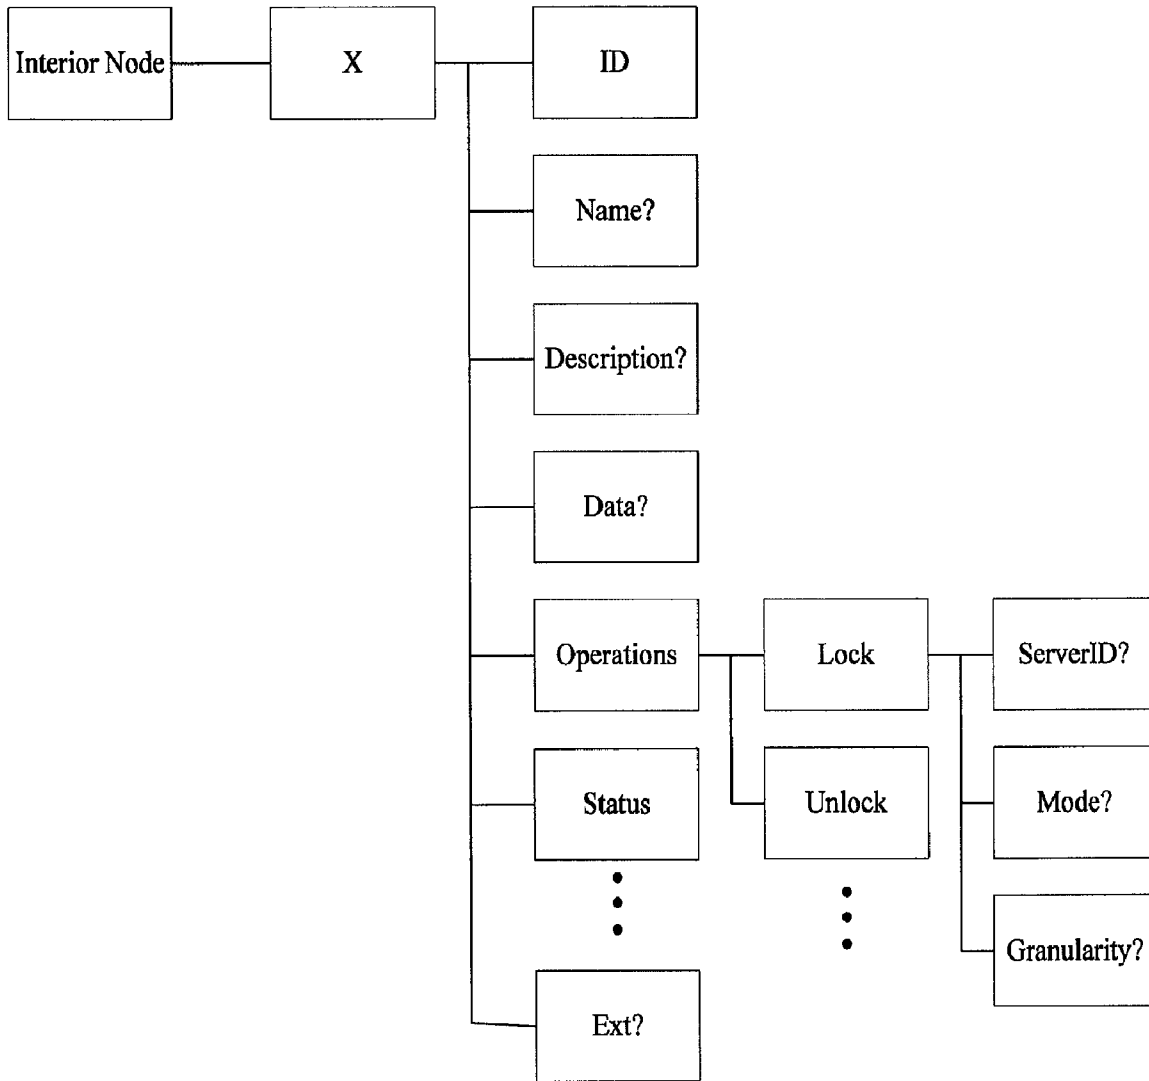 Interior Node
X
ID
Name?
Description?
Data?
Operations
Lock
ServerID?
Status
Unlock
Mode?
Granularity?
Ext?